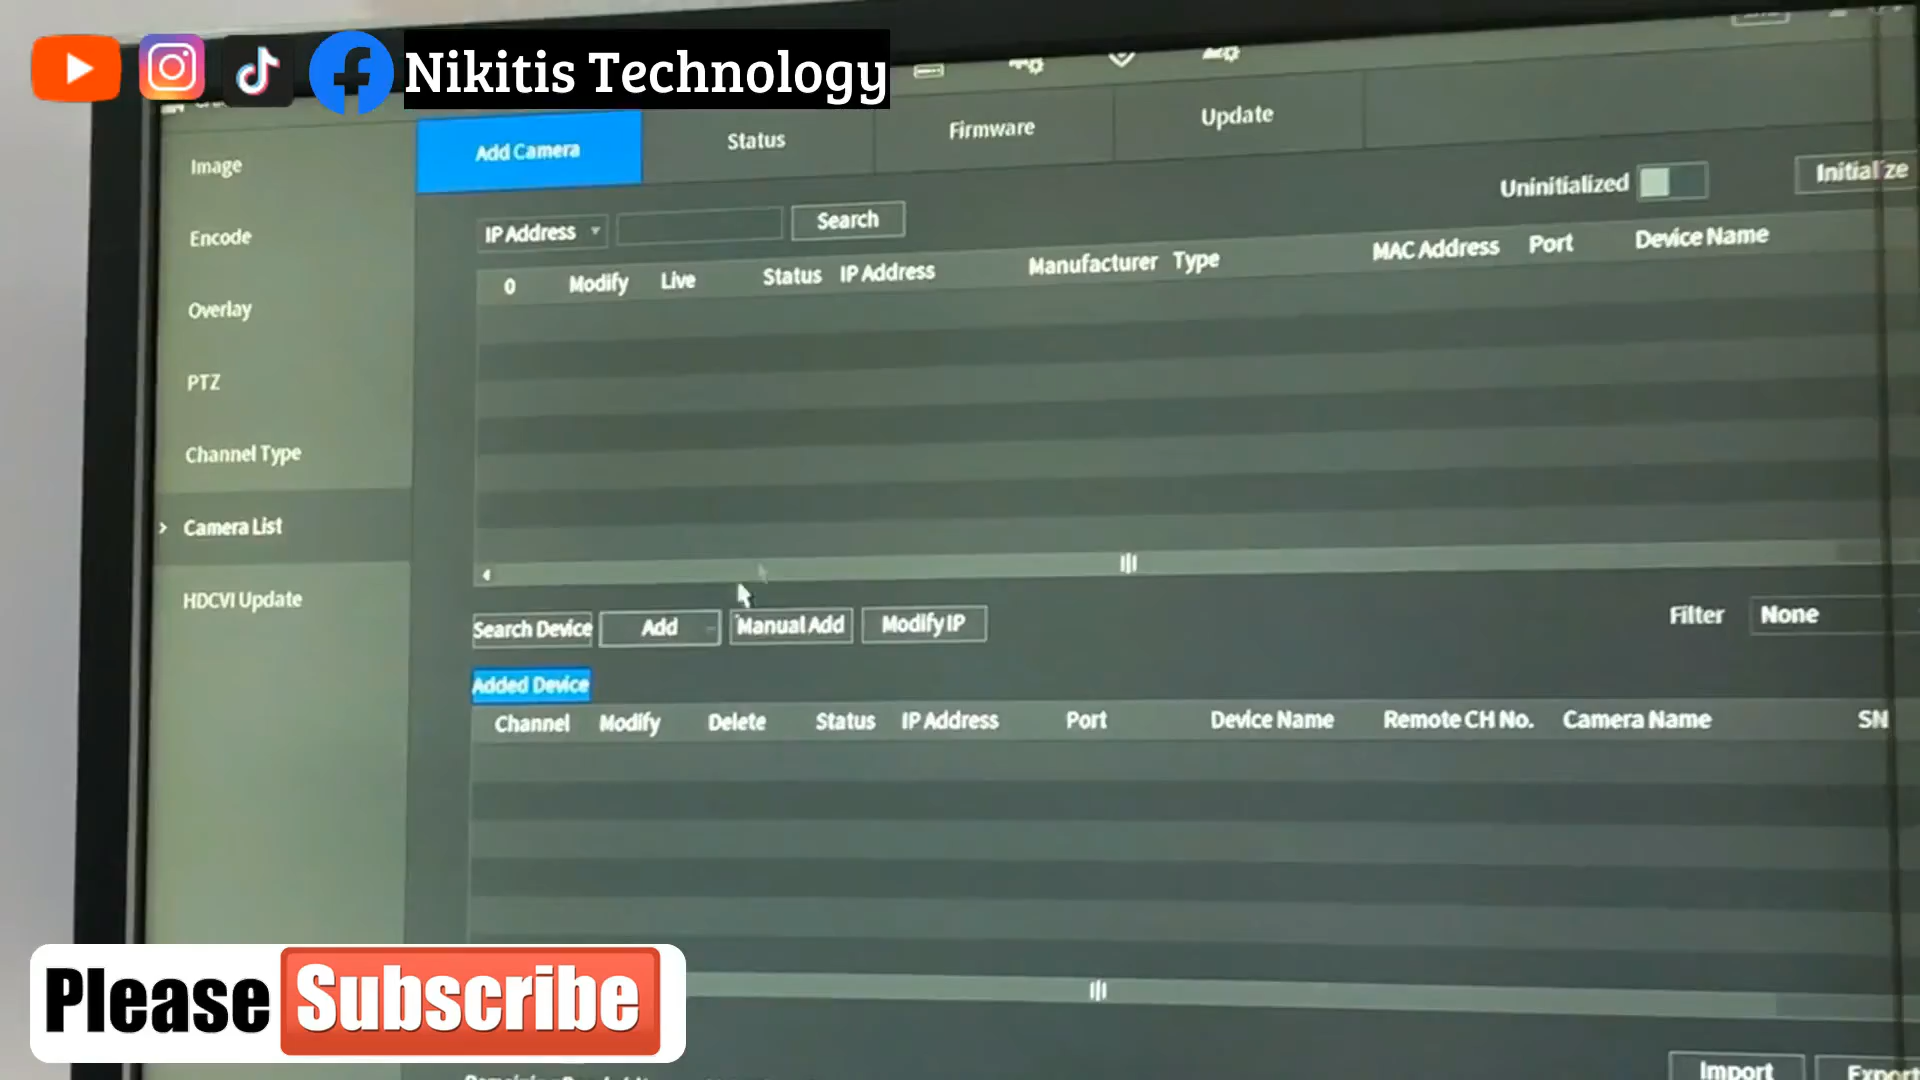 Nikitis Technology
Image
Encode
Overlay
PTZ
Channel Type
Camera List
HDCVI Update
Add Camera Status Firmware Update
Uninitialized Initialize
IP Address Search
0 Modify Live Status IP Address Manufacturer Type MAC Address Port Device Name
Search Device Add Manual Add Modify IP Filter None
Added Device
Channel Modify Delete Status IP Address Port Device Name Remote CH No. Camera Name SN
Import Export
Please Subscribe